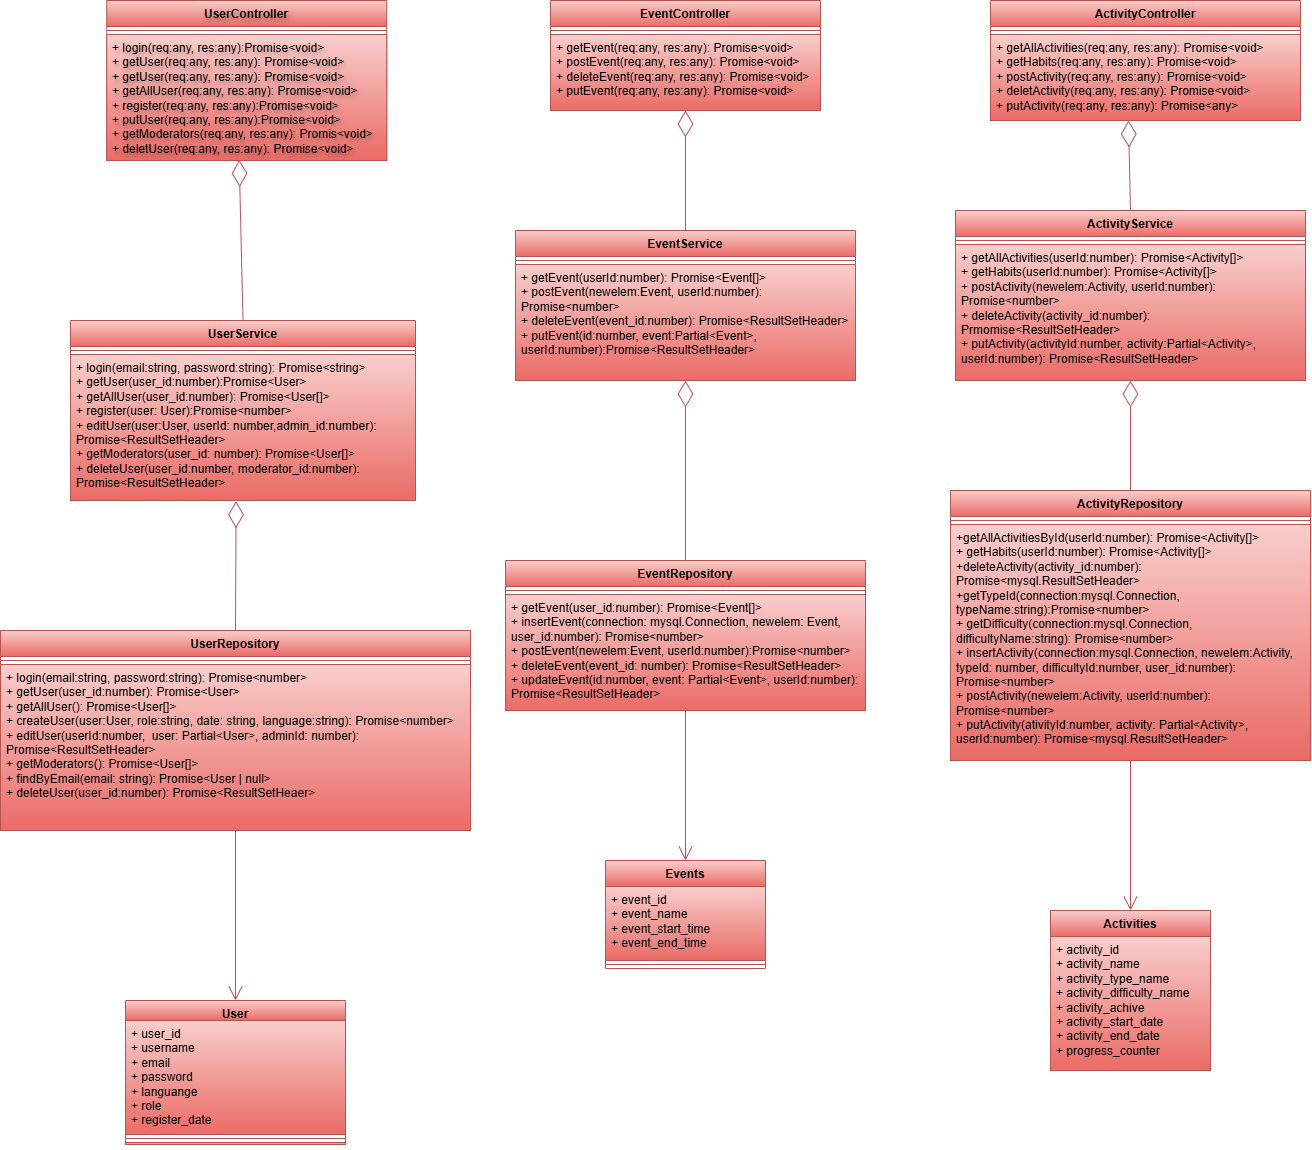 UserController
+ login(req:any, res:any):Promise<void>
+ getUser(req:any, res:any): Promise<void>
+ getUser(req:any, res:any): Promise<void>
+ getAllUser(req:any, res:any): Promise<void>
+ register(req:any, res:any):Promise<void>
+ putUser(req:any, res:any):Promise<void>
+ getModerators(req:any, res:any): Promis<void>
+ deletUser(req:any, res:any): Promise<void>
UserService
+ login(email:string, password:string): Promise<string>
+ getUser(user_id:number):Promise<User>
+ getAllUser(user_id:number): Promise<User[]>
+ register(user: User):Promise<number>
+ editUser(user:User, userId: number,admin_id:number):
Promise<ResultSetHeader>
+ getModerators(user_id: number): Promise<User[]>
+ deleteUser(user_id:number, moderator_id:number):
Promise<ResultSetHeader>
UserRepository
+ login(email:string, password:string): Promise<number>
+ getUser(user_id:number): Promise<User>
+ getAllUser(): Promise<User[]>
+ createUser(user:User, role:string, date: string, language:string): Promise<number>
+ editUser(userId:number,  user: Partial<User>, adminId: number):
Promise<ResultSetHeader>
+ getModerators(): Promise<User[]>
+ findByEmail(email: string): Promise<User | null>
+ deleteUser(user_id:number): Promise<ResultSetHeaer>
User
+ user_id
+ username
+ email
+ password
+ languange
+ role
+ register_date
EventController
+ getEvent(req:any, res:any): Promise<void>
+ postEvent(req:any, res:any): Promise<void>
+ deleteEvent(req:any, res:any): Promise<void>
+ putEvent(req:any, res:any): Promise<void>
EventService
+ getEvent(userId:number): Promise<Event[]>
+ postEvent(newelem:Event, userId:number):
Promise<number>
+ deleteEvent(event_id:number): Promise<ResultSetHeader>
+ putEvent(id:number, event:Partial<Event>,
userId:number):Promise<ResultSetHeader>
EventRepository
+ getEvent(user_id:number): Promise<Event[]>
+ insertEvent(connection: mysql.Connection, newelem: Event,
user_id:number): Promise<number>
+ postEvent(newelem:Event, userId:number):Promise<number>
+ deleteEvent(event_id: number): Promise<ResultSetHeader>
+ updateEvent(id:number, event: Partial<Event>, userId:number):
Promise<ResultSetHeader>
Events
+ event_id
+ event_name
+ event_start_time
+ event_end_time
ActivityController
+ getAllActivities(req:any, res:any): Promise<void>
+ getHabits(req:any, res:any): Promise<void>
+ postActivity(req:any, res:any): Promise<void>
+ deletActivity(req:any, res:any): Promise<void>
+ putActivity(req:any, res:any): Promise<any>
ActivityService
+ getAllActivities(userId:number): Promise<Activity[]>
+ getHabits(userId:number): Promise<Activity[]>
+ postActivity(newelem:Activity, userId:number):
Promise<number>
+ deleteActivity(activity_id:number):
Prmomise<ResultSetHeader>
+ putActivity(activityId:number, activity:Partial<Activity>,
userId:number): Promise<ResultSetHeader>
ActivityRepository
+getAllActivitiesById(userId:number): Promise<Activity[]>
+ getHabits(userId:number): Promise<Activity[]>
+deleteActivity(activity_id:number):
Promise<mysql.ResultSetHeader>
+getTypeId(connection:mysql.Connection,
typeName:string):Promise<number>
+ getDifficulty(connection:mysql.Connection,
difficultyName:string): Promise<number>
+ insertActivity(connection:mysql.Connection, newelem:Activity,
typeId: number, difficultyId:number, user_id:number):
Promise<number>
+ postActivity(newelem:Activity, userId:number):
Promise<number>
+ putActivity(ativityId:number, activity: Partial<Activity>,
userId:number): Promise<mysql.ResultSetHeader>
Activities
+ activity_id
+ activity_name
+ activity_type_name
+ activity_difficulty_name
+ activity_achive
+ activity_start_date
+ activity_end_date
+ progress_counter